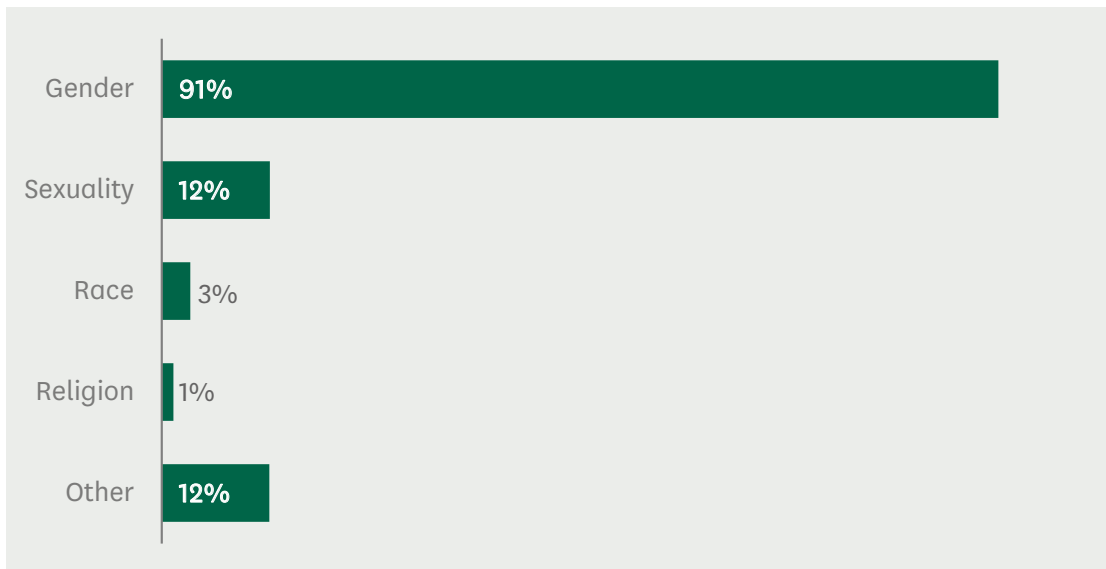 Gender 91%
Sexuality 12%
Race 3%
Religion 1%
Other 12%